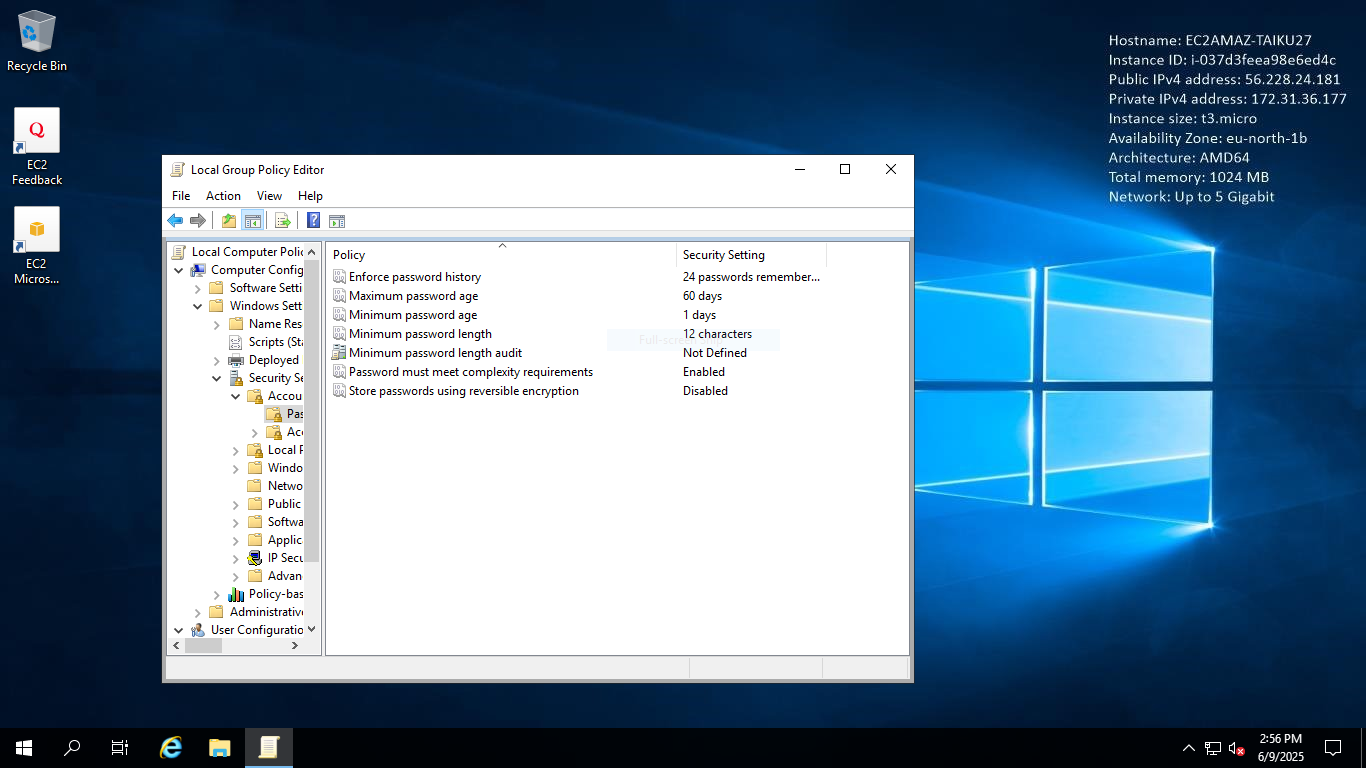 Recycle Bin
EC2
Feedback
EC2
Micros...
Hostname: EC2AMAZ-TAIKU27
Instance ID: i-037d3feea98e6ed4c
Public IPv4 address: 56.228.24.181
Private IPv4 address: 172.31.36.177
Instance size: t3.micro
Availability Zone: eu-north-1b
Architecture: AMD64
Total memory: 1024 MB
Network: Up to 5 Gigabit
Local Group Policy Editor
File Action View Help
Local Computer Polic
Computer Config
Software Setti
Windows Sett
Name Res
Scripts (Sta
Deployed
Security Se
Accou
Pas
Acc
Local P
Windo
Netwo
Public
Softwa
Applic
IP Secu
Advan
Policy-bas
Administrative
User Configuratio
Policy Security Setting
Enforce password history 24 passwords remember...
Maximum password age 60 days
Minimum password age 1 days
Minimum password length 12 characters
Minimum password length audit Not Defined
Password must meet complexity requirements Enabled
Store passwords using reversible encryption Disabled
2:56 PM
6/9/2025